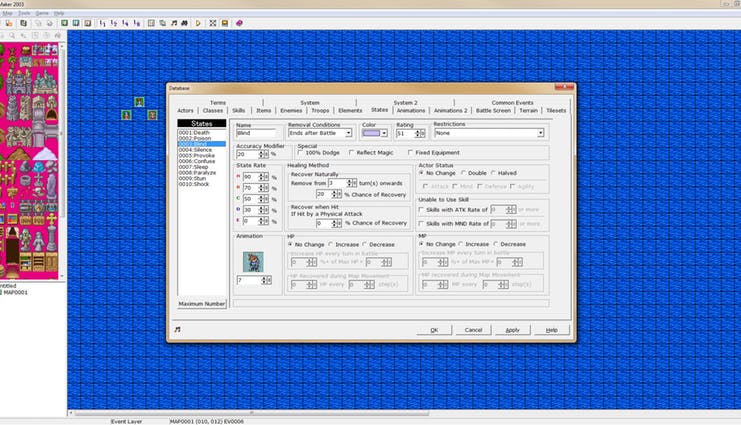 Maker 2003
Map Tools Game Help
Database
Terms System System 2 Common Events
Actors Classes Skills Items Enemies Troops Elements States Animations Animations 2 Battle Screen Terrain Tilesets
States
0001:Death
0002:Poison
0003:Blind
0004:Silence
0005:Provoke
0006:Confuse
0007:Sleep
0008:Paralyze
0009:Stun
0010:Shock
Maximum Number
Name
Blind
Removal Conditions
Ends after Battle
Color
Rating
51
Restrictions
None
Accuracy Modifier
20 %
Special
100% Dodge Reflect Magic Fixed Equipment
State Rate
A 90 %
B 70 %
C 50 %
D 30 %
E 0 %
Healing Method
Recover Naturally
Remove from 3 turn(s) onwards
20 % Chance of Recovery
Recover when Hit
If Hit by a Physical Attack
0 % Chance of Recovery
Actor Status
No Change Double Halved
Attack Mind Defence Agility
Unable to Use Skill
Skills with ATK Rate of 0 or more
Skills with MND Rate of 0 or more
Animation
7
HP
No Change Increase Decrease
Increase HP every turn in battle
0 %+ of Max HP+ 0
HP Recovered during Map Movement
0 HP every 0 step(s)
MP
No Change Increase Decrease
Increase MP every turn in battle
0 %+ of Max MP+ 0
MP recovered during Map Movement
0 MP every 0 step(s)
OK Cancel Apply Help
ntitled
MAP0001
Event Layer MAP0001 (010, 012) EV0006